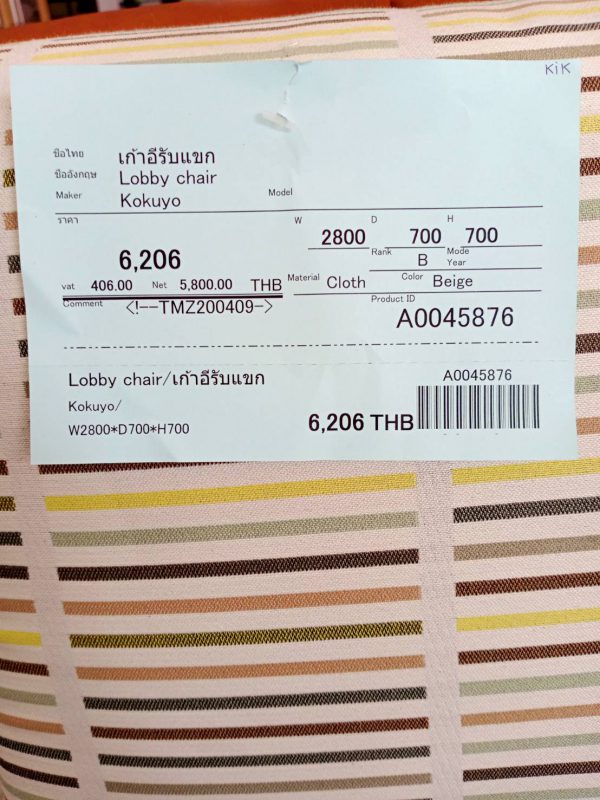 KiK
ชื่อไทย เก้าอีรับแขก
ชื่ออังกฤษ Lobby chair
Maker Kokuyo Model
ราคา 6,206
W 2800 D 700 H 700
Rank B Mode Year
vat 406.00 Net 5,800.00 THB
Material Cloth Color Beige
Comment <!--TMZ200409->
Product ID A0045876
Lobby chair/เก้าอีรับแขก
Kokuyo/
W2800*D700*H700
6,206 THB
A0045876